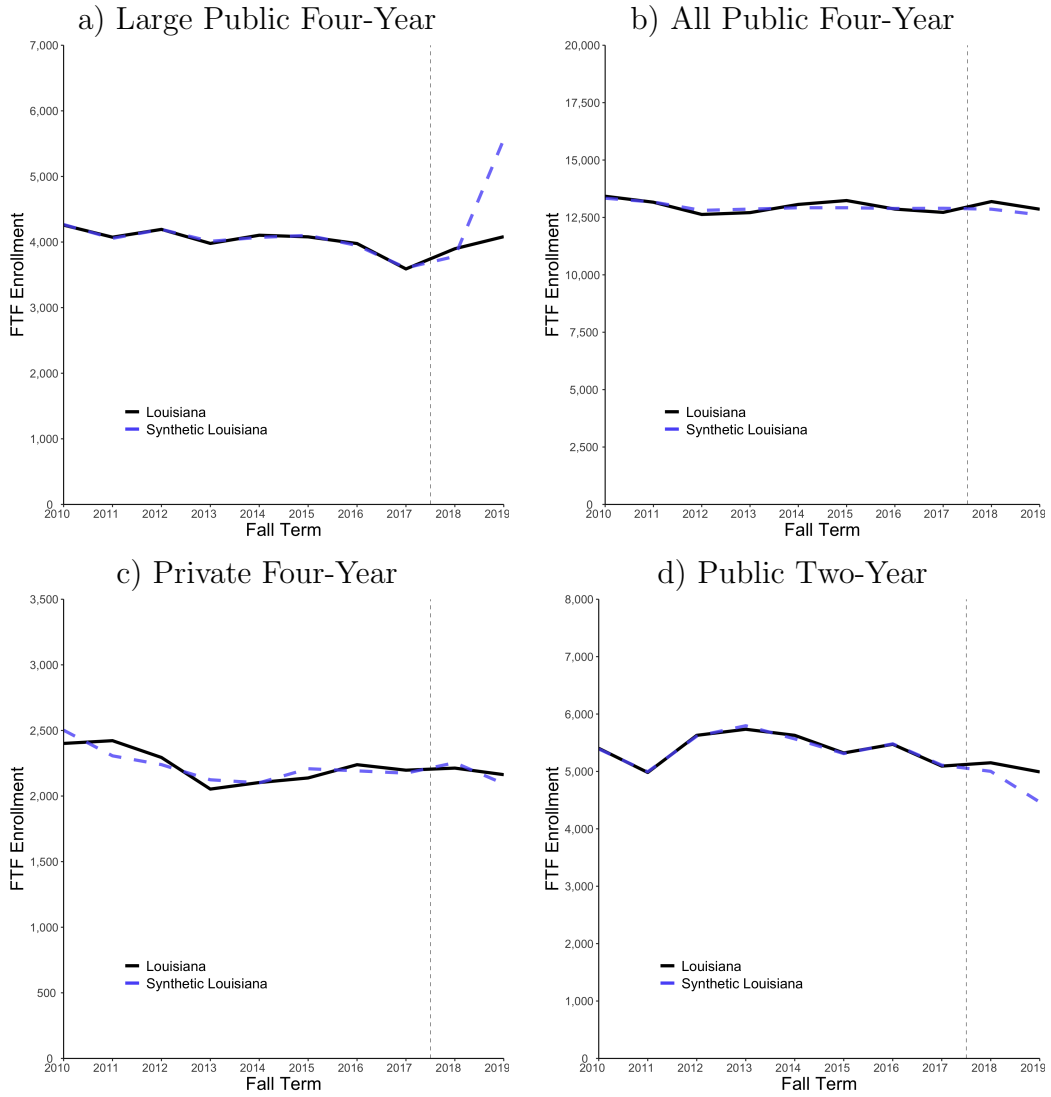 a) Large Public Four-Year
7,000
6,000
5,000
4,000
3,000
2,000
1,000
0
FTF Enrollment
Louisiana
Synthetic Louisiana
2010 2011 2012 2013 2014 2015 2016 2017 2018 2019
Fall Term
b) All Public Four-Year
20,000
17,500
15,000
12,500
10,000
7,500
5,000
2,500
0
FTF Enrollment
Louisiana
Synthetic Louisiana
2010 2011 2012 2013 2014 2015 2016 2017 2018 2019
Fall Term
c) Private Four-Year
3,500
3,000
2,500
2,000
1,500
1,000
500
0
FTF Enrollment
Louisiana
Synthetic Louisiana
2010 2011 2012 2013 2014 2015 2016 2017 2018 2019
Fall Term
d) Public Two-Year
8,000
7,000
6,000
5,000
4,000
3,000
2,000
1,000
0
FTF Enrollment
Louisiana
Synthetic Louisiana
2010 2011 2012 2013 2014 2015 2016 2017 2018 2019
Fall Term